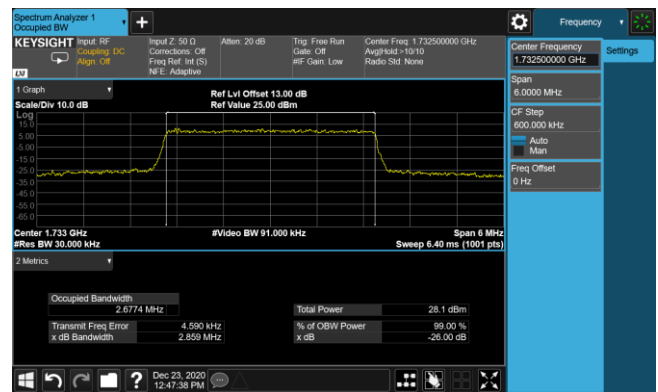 Spectrum Analyzer 1
Occupied BW
Frequency
KEYSIGHT
Input: RF
Coupling: DC
Align: Off
Input Z: 50 Ω
Corrections: Off
Freq Ref: Int (S)
NFE: Adaptive
Atten: 20 dB
Trig: Free Run
Gate: Off
#IF Gain: Low
Center Freq: 1.732500000 GHz
Avg|Hold:>10/10
Radio Std: None
LXI
Center Frequency
1.732500000 GHz
Settings
Span
6.0000 MHz
CF Step
600.000 kHz
Auto
Man
Freq Offset
0 Hz
1 Graph
Scale/Div 10.0 dB
Ref Lvl Offset 13.00 dB
Ref Value 25.00 dBm
Log
15.0
5.00
-5.00
-15.0
-25.0
-35.0
-45.0
-55.0
-65.0
Center 1.733 GHz
#Res BW 30.000 kHz
#Video BW 91.000 kHz
Span 6 MHz
Sweep 6.40 ms (1001 pts)
2 Metrics
Occupied Bandwidth
2.6774 MHz
Transmit Freq Error 4.590 kHz
x dB Bandwidth 2.859 MHz
Total Power 28.1 dBm
% of OBW Power 99.00 %
x dB -26.00 dB
?
Dec 23, 2020
12:47:38 PM